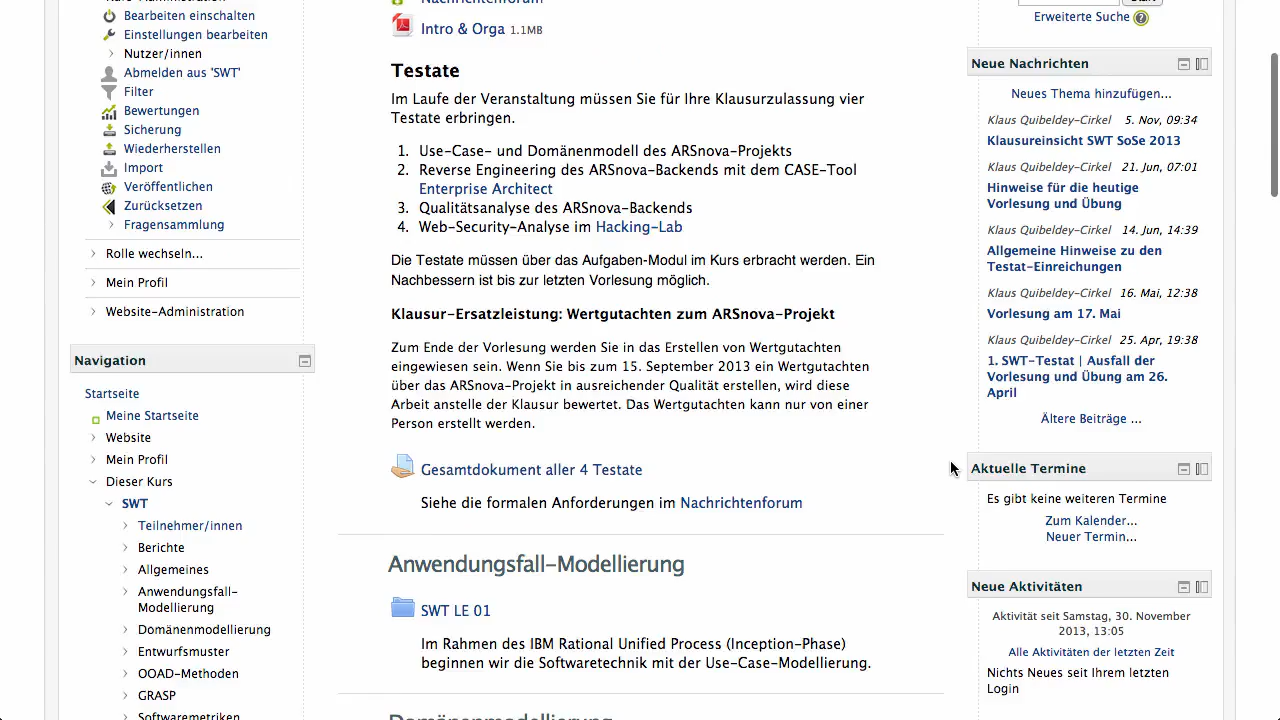 Bearbeiten einschalten
Einstellungen bearbeiten
Nutzer/innen
Abmelden aus 'SWT'
Filter
Bewertungen
Sicherung
Wiederherstellen
Import
Veröffentlichen
Zurücksetzen
Fragensammlung
Rolle wechseln...
Mein Profil
Website-Administration
Navigation
Startseite
Meine Startseite
Website
Mein Profil
Dieser Kurs
SWT
Teilnehmer/innen
Berichte
Allgemeines
Anwendungsfall-
Modellierung
Domänenmodellierung
Entwurfsmuster
OOAD-Methoden
GRASP
Softwaremetriken
Nachrichtenforum
Intro & Orga 1.1MB
Testate
Im Laufe der Veranstaltung müssen Sie für Ihre Klausurzulassung vier
Testate erbringen.
1. Use-Case- und Domänenmodell des ARSnova-Projekts
2. Reverse Engineering des ARSnova-Backends mit dem CASE-Tool
Enterprise Architect
3. Qualitätsanalyse des ARSnova-Backends
4. Web-Security-Analyse im Hacking-Lab
Die Testate müssen über das Aufgaben-Modul im Kurs erbracht werden. Ein
Nachbessern ist bis zur letzten Vorlesung möglich.
Klausur-Ersatzleistung: Wertgutachten zum ARSnova-Projekt
Zum Ende der Vorlesung werden Sie in das Erstellen von Wertgutachten
eingewiesen sein. Wenn Sie bis zum 15. September 2013 ein Wertgutachten
über das ARSnova-Projekt in ausreichender Qualität erstellen, wird diese
Arbeit anstelle der Klausur bewertet. Das Wertgutachten kann nur von einer
Person erstellt werden.
Gesamtdokument aller 4 Testate
Siehe die formalen Anforderungen im Nachrichtenforum
Anwendungsfall-Modellierung
SWT LE 01
Im Rahmen des IBM Rational Unified Process (Inception-Phase)
beginnen wir die Softwaretechnik mit der Use-Case-Modellierung.
Domänenmodellierung
Erweiterte Suche
Neue Nachrichten
Neues Thema hinzufügen...
Klaus Quibeldey-Cirkel 5. Nov, 09:34
Klausureinsicht SWT SoSe 2013
Klaus Quibeldey-Cirkel 21. Jun, 07:01
Hinweise für die heutige
Vorlesung und Übung
Klaus Quibeldey-Cirkel 14. Jun, 14:39
Allgemeine Hinweise zu den
Testat-Einreichungen
Klaus Quibeldey-Cirkel 16. Mai, 12:38
Vorlesung am 17. Mai
Klaus Quibeldey-Cirkel 25. Apr, 19:38
1. SWT-Testat | Ausfall der
Vorlesung und Übung am 26.
April
Ältere Beiträge ...
Aktuelle Termine
Es gibt keine weiteren Termine
Zum Kalender...
Neuer Termin...
Neue Aktivitäten
Aktivität seit Samstag, 30. November
2013, 13:05
Alle Aktivitäten der letzten Zeit
Nichts Neues seit Ihrem letzten
Login